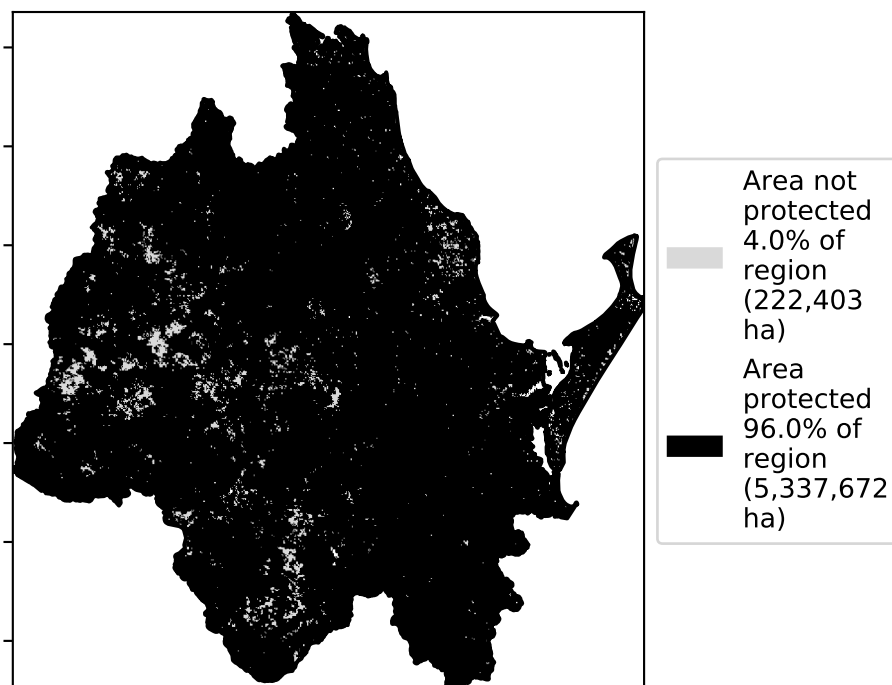 Area not
protected
4.0% of
region
(222,403
ha)
Area
protected
96.0% of
region
(5,337,672
ha)